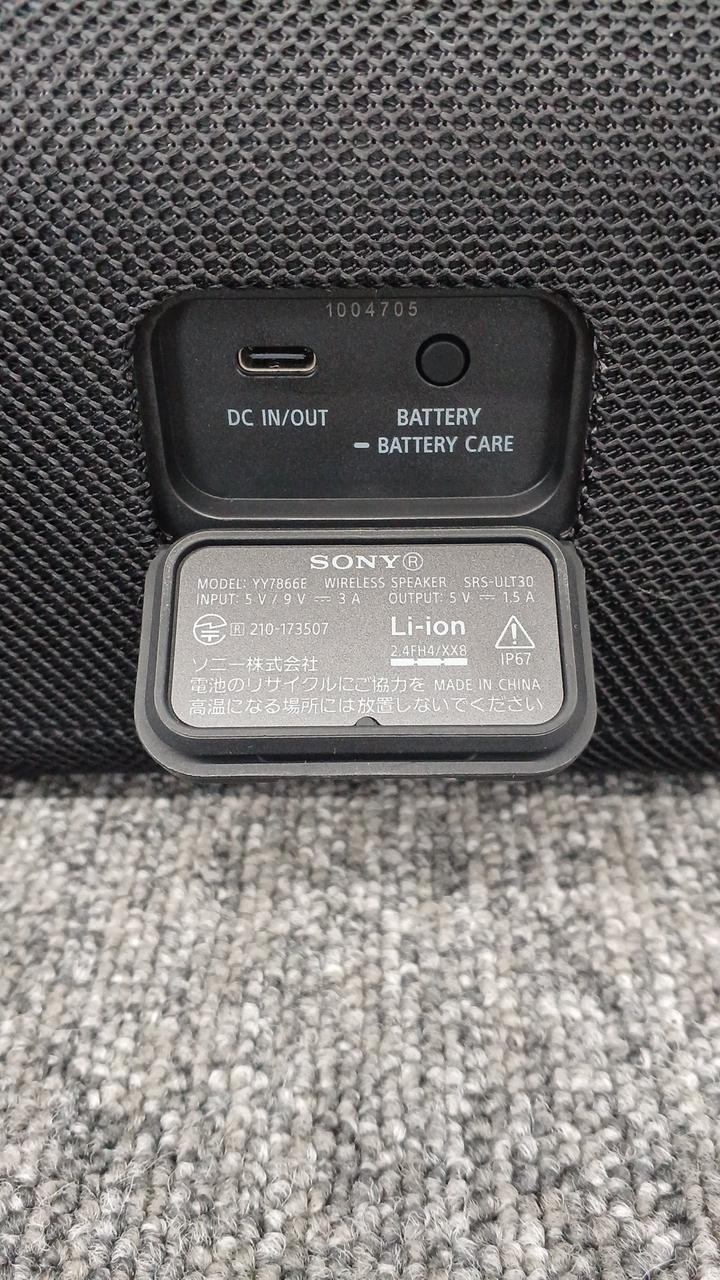 1004705
DC IN/OUT
BATTERY
BATTERY CARE
SONY®
MODEL: YY7866E WIRELESS SPEAKER SRS-ULT30
INPUT: 5 V / 9 V ⎓ 3 A OUTPUT: 5 V ⎓ 1.5 A
R 210-173507
Li-ion
2.4FH4/XX8
IP67
ソニー株式会社
電池のリサイクルにご協力を MADE IN CHINA
高温になる場所には放置しないでください